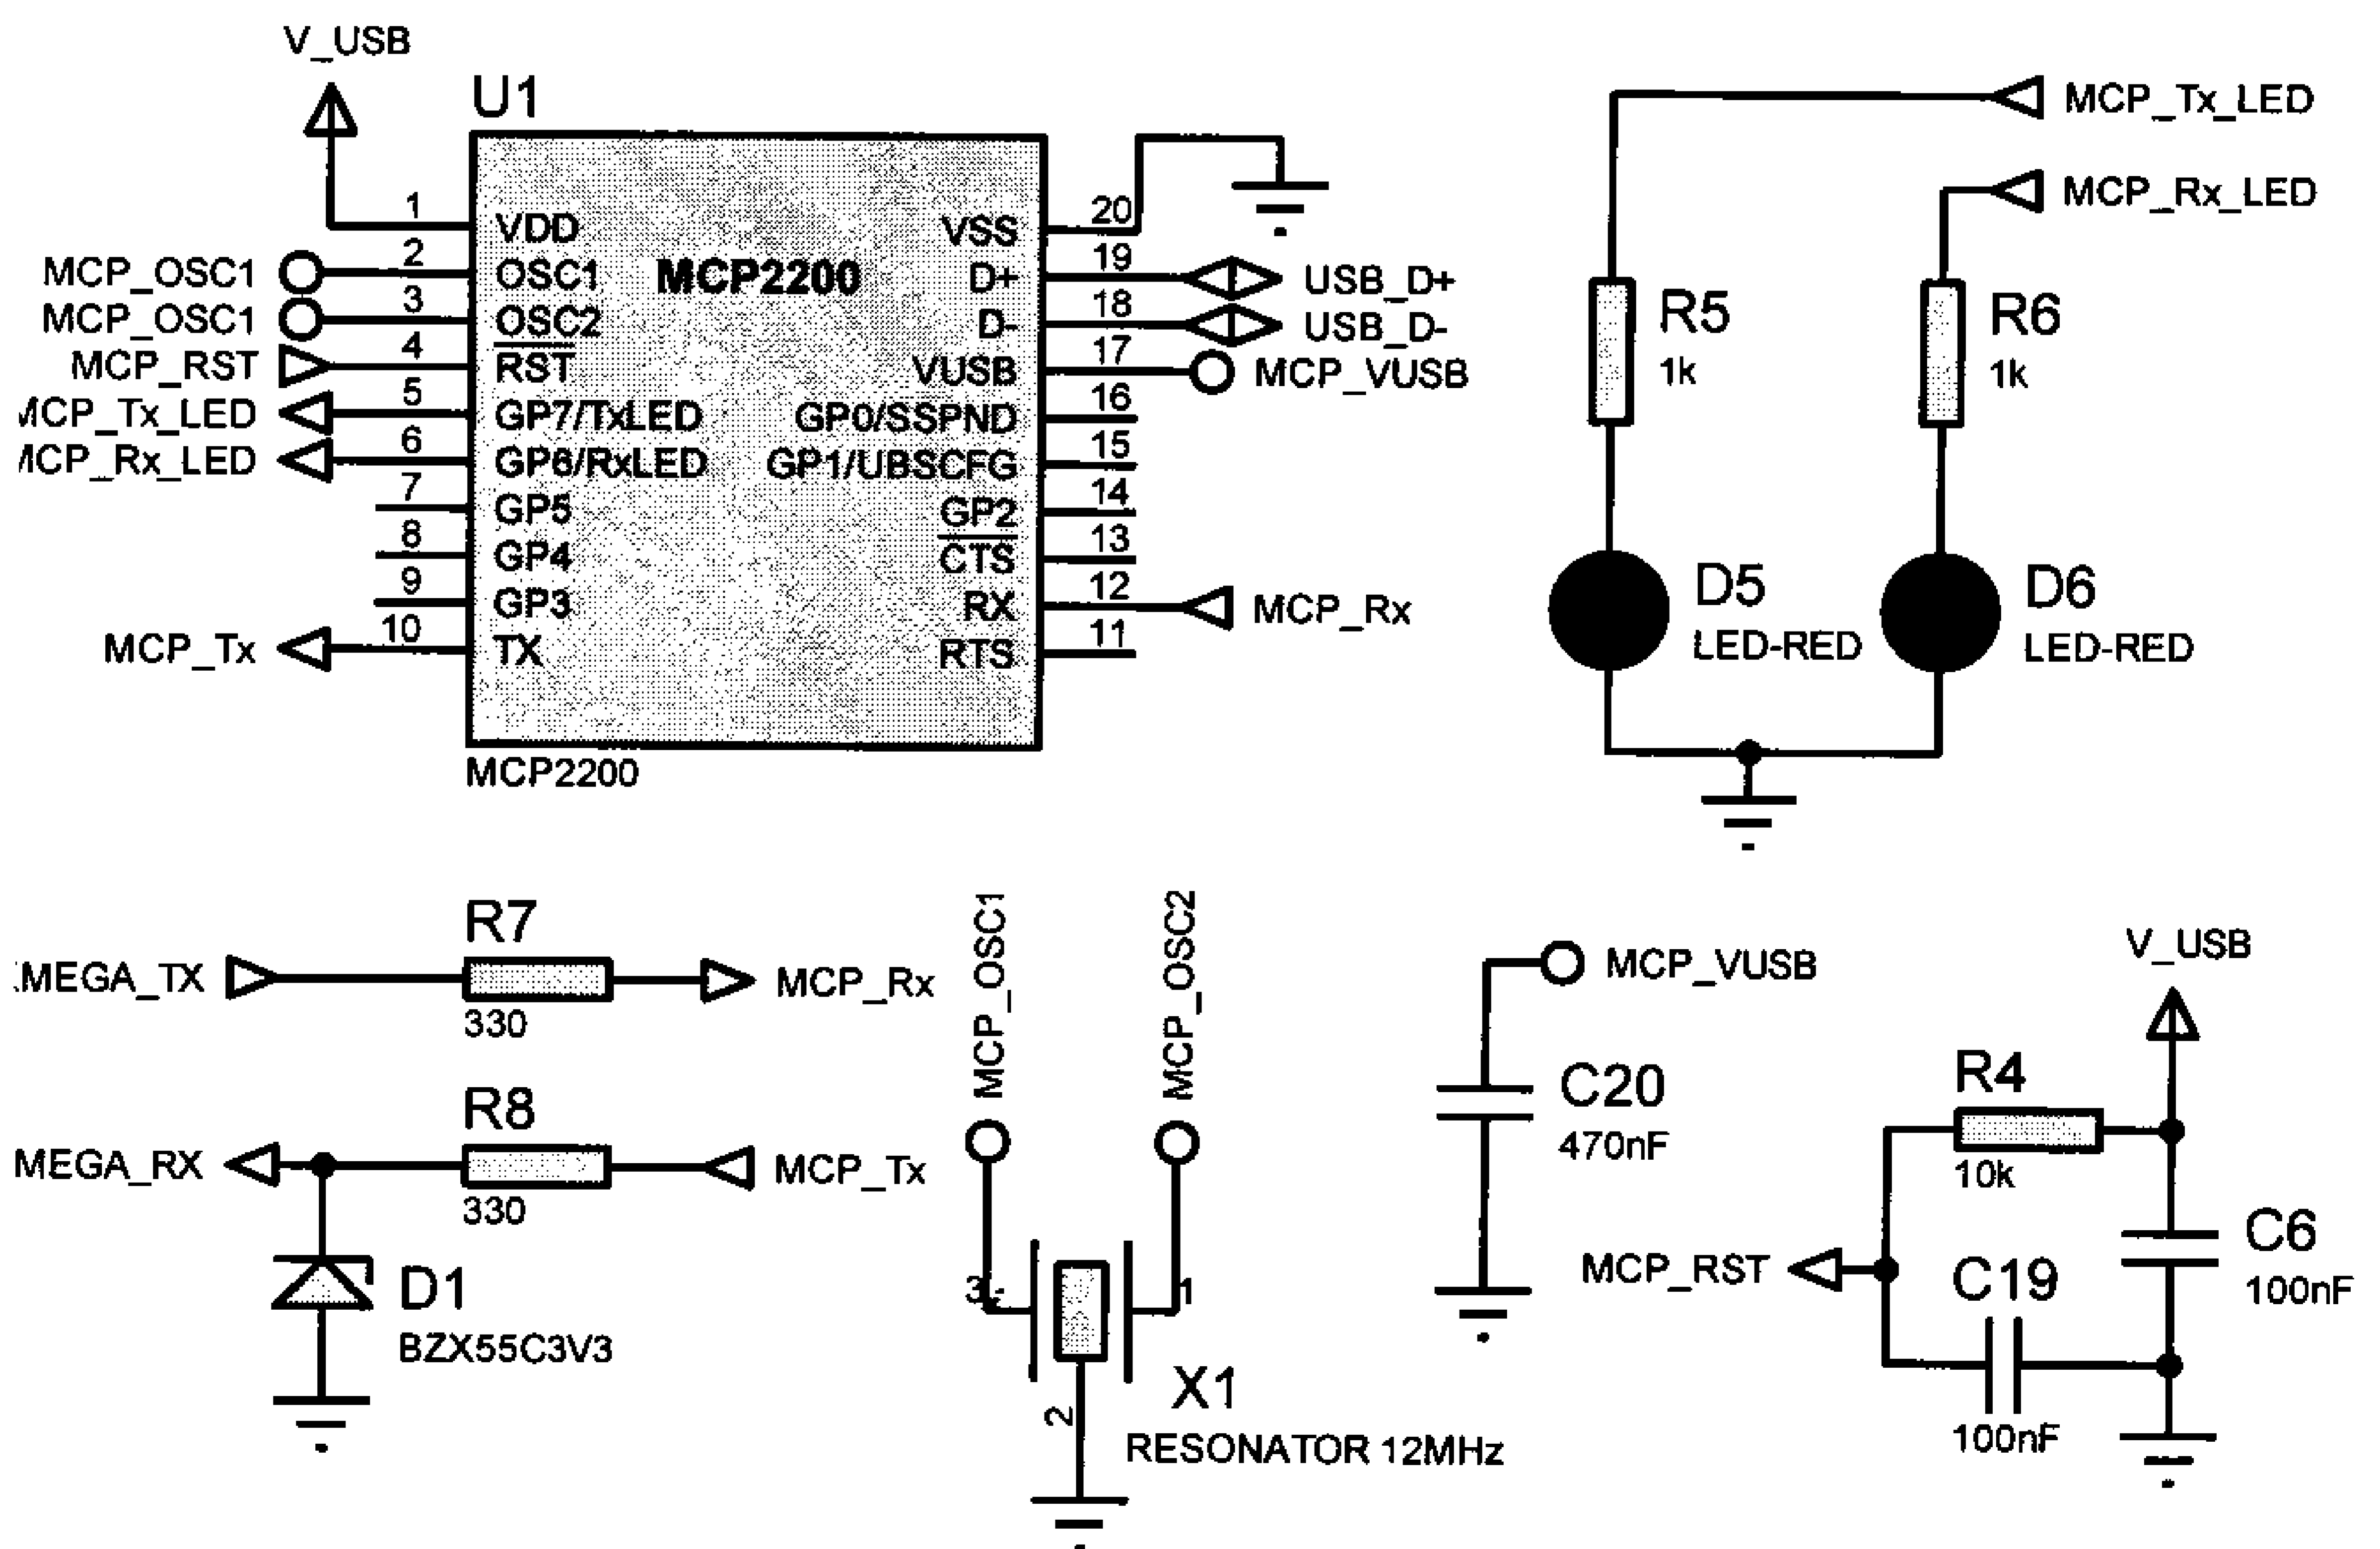 V_USB
U1
MCP2200
MCP_OSC1
MCP_OSC1
MCP_RST
MCP_Tx_LED
MCP_Rx_LED
MCP_Tx
1
2
3
4
5
6
7
8
9
10
VDD
OSC1
OSC2
RST
GP7/TxLED
GP6/RxLED
GP5
GP4
GP3
TX
VSS
D+
D-
VUSB
GP0/SSPND
GP1/UBSCFG
GP2
CTS
RX
RTS
20
19
18
17
16
15
14
13
12
11
USB_D+
USB_D-
MCP_VUSB
MCP_Rx
MCP2200
MCP_Tx_LED
MCP_Rx_LED
R5
1k
R6
1k
D5
LED-RED
D6
LED-RED
MEGA_TX
R7
330
MCP_Rx
MEGA_RX
R8
330
MCP_Tx
D1
BZX55C3V3
MCP_OSC1
MCP_OSC2
3
1
2
X1
RESONATOR 12MHz
MCP_VUSB
C20
470nF
V_USB
R4
10k
MCP_RST
C19
100nF
C6
100nF